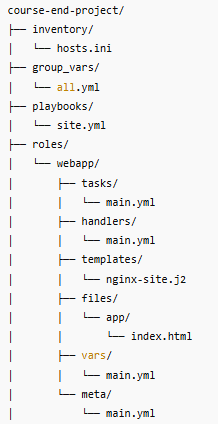 course-end-project/
├── inventory/
│   └── hosts.ini
├── group_vars/
│   └── all.yml
├── playbooks/
│   └── site.yml
├── roles/
│   └── webapp/
│       ├── tasks/
│       │   └── main.yml
│       ├── handlers/
│       │   └── main.yml
│       ├── templates/
│       │   └── nginx-site.j2
│       ├── files/
│       │   └── app/
│       │       └── index.html
│       ├── vars/
│       │   └── main.yml
│       └── meta/
│           └── main.yml